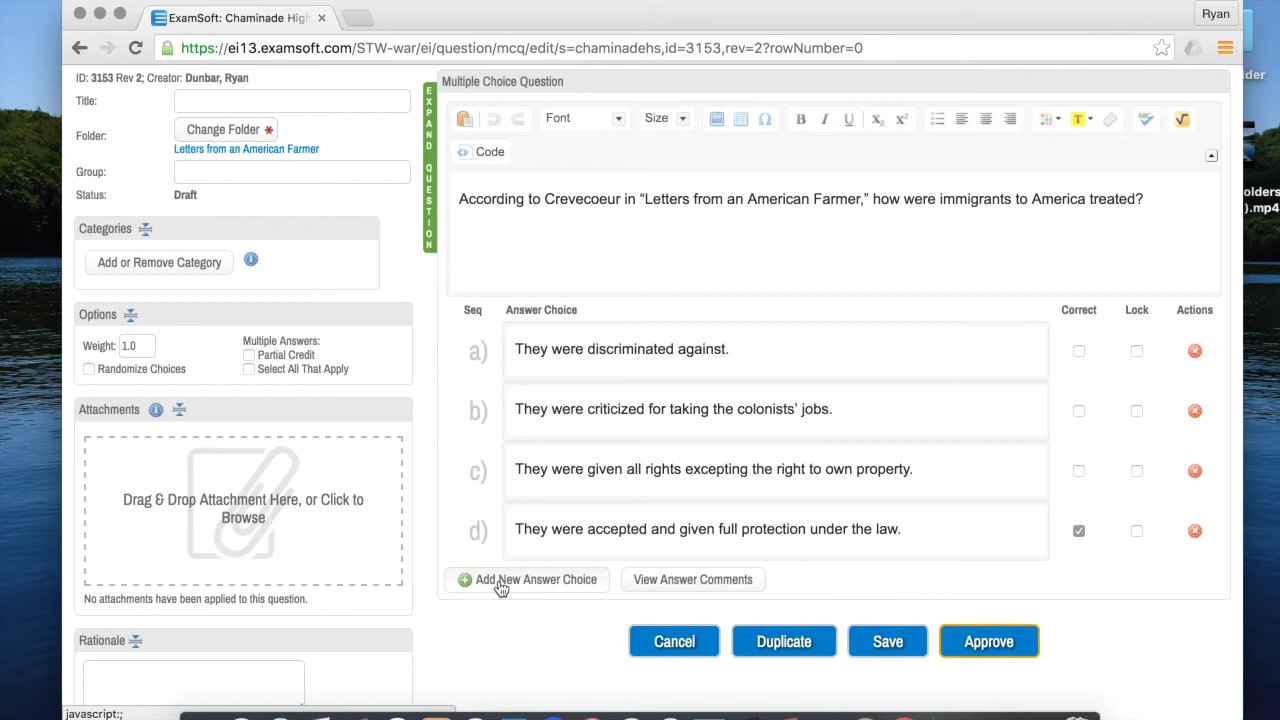 ExamSoft: Chaminade High
Ryan
https://ei13.examsoft.com/STW-war/ei/question/mcq/edit/s=chaminadehs,id=3153,rev=2?rowNumber=0
der
olders
).mp4
ID: 3153 Rev 2; Creator: Dunbar, Ryan
Title:
Folder:
Change Folder *
Letters from an American Farmer
Group:
Status: Draft
Categories
Add or Remove Category
Options
Weight: 1.0
Randomize Choices
Multiple Answers:
Partial Credit
Select All That Apply
Attachments
Drag & Drop Attachment Here, or Click to
Browse
No attachments have been applied to this question.
Rationale
javascript:;
EXPAND QUESTION
Multiple Choice Question
Font
Size
B I U X₂ X²
T
Code
According to Crevecoeur in “Letters from an American Farmer,” how were immigrants to America treated?
Seq Answer Choice Correct Lock Actions
a) They were discriminated against.
b) They were criticized for taking the colonists’ jobs.
c) They were given all rights excepting the right to own property.
d) They were accepted and given full protection under the law.
Add New Answer Choice View Answer Comments
Cancel Duplicate Save Approve